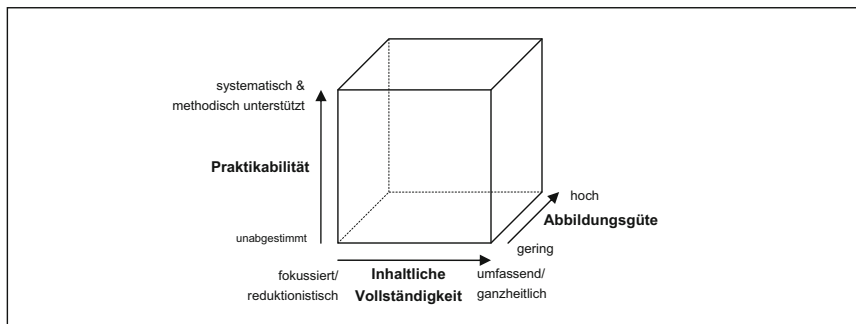 systematisch &
methodisch unterstützt
Praktikabilität
hoch
Abbildungsgüte
unabgestimmt
gering
fokussiert/
reduktionistisch
Inhaltliche
Vollständigkeit
umfassend/
ganzheitlich